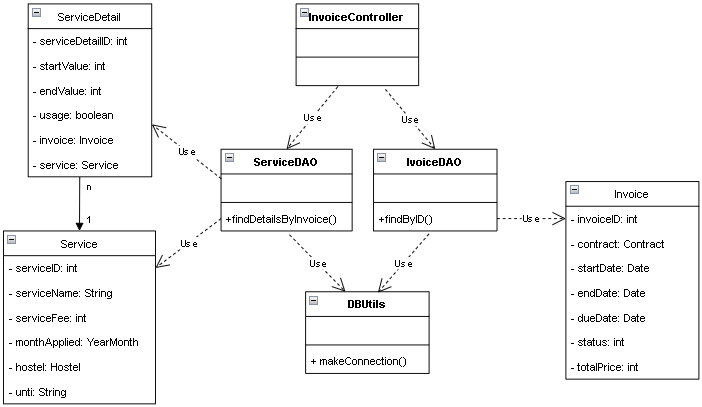 ServiceDetail
- serviceDetailID: int
- startValue: int
- endValue: int
- usage: boolean
- invoice: Invoice
- service: Service
InvoiceController
Use
Use
Use
ServiceDAO
+findDetailsByInvoice()
IvoiceDAO
+findByID()
n
1
Use
Use
Use
Use
Service
- serviceID: int
- serviceName: String
- serviceFee: int
- monthApplied: YearMonth
- hostel: Hostel
- unti: String
DBUtils
+ makeConnection()
Invoice
- invoiceID: int
- contract: Contract
- startDate: Date
- endDate: Date
- dueDate: Date
- status: int
- totalPrice: int